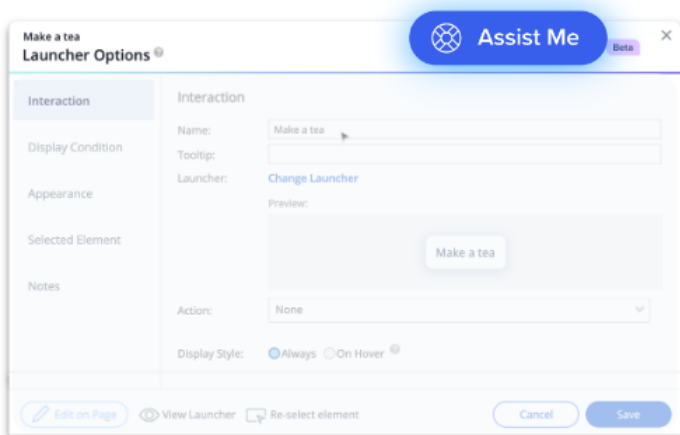 Make a tea
Launcher Options
Assist Me
Beta
Interaction
Display Condition
Appearance
Selected Element
Notes
Interaction
Name: Make a tea
Tooltip:
Launcher: Change Launcher
Preview:
Make a tea
Action: None
Display Style: Always On Hover
Edit on Page View Launcher Re-select element Cancel Save